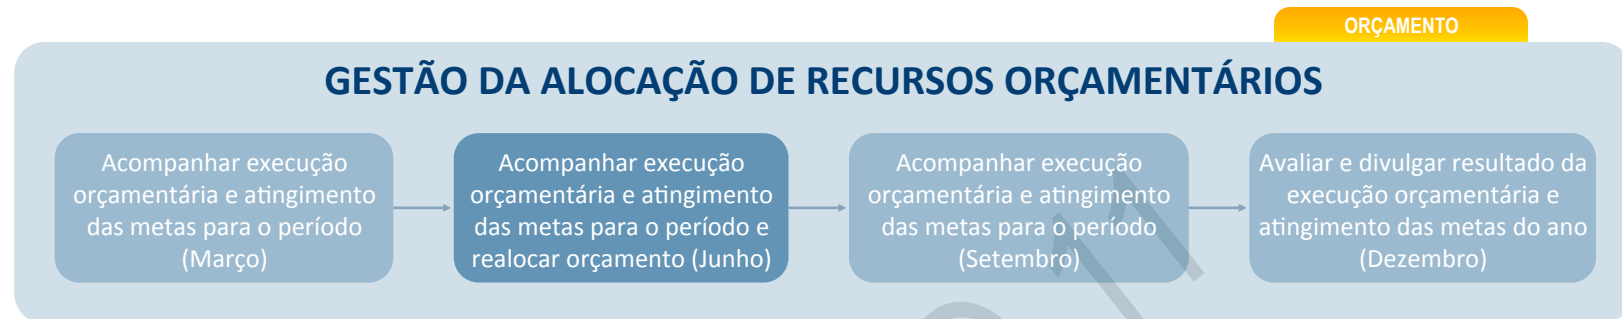 ORÇAMENTO
GESTÃO DA ALOCAÇÃO DE RECURSOS ORÇAMENTÁRIOS
Acompanhar execução
orçamentária e atingimento
das metas para o período
(Março)
Acompanhar execução
orçamentária e atingimento
das metas para o período e
realocar orçamento (Junho)
Acompanhar execução
orçamentária e atingimento
das metas para o período
(Setembro)
Avaliar e divulgar resultado da
execução orçamentária e
atingimento das metas do ano
(Dezembro)